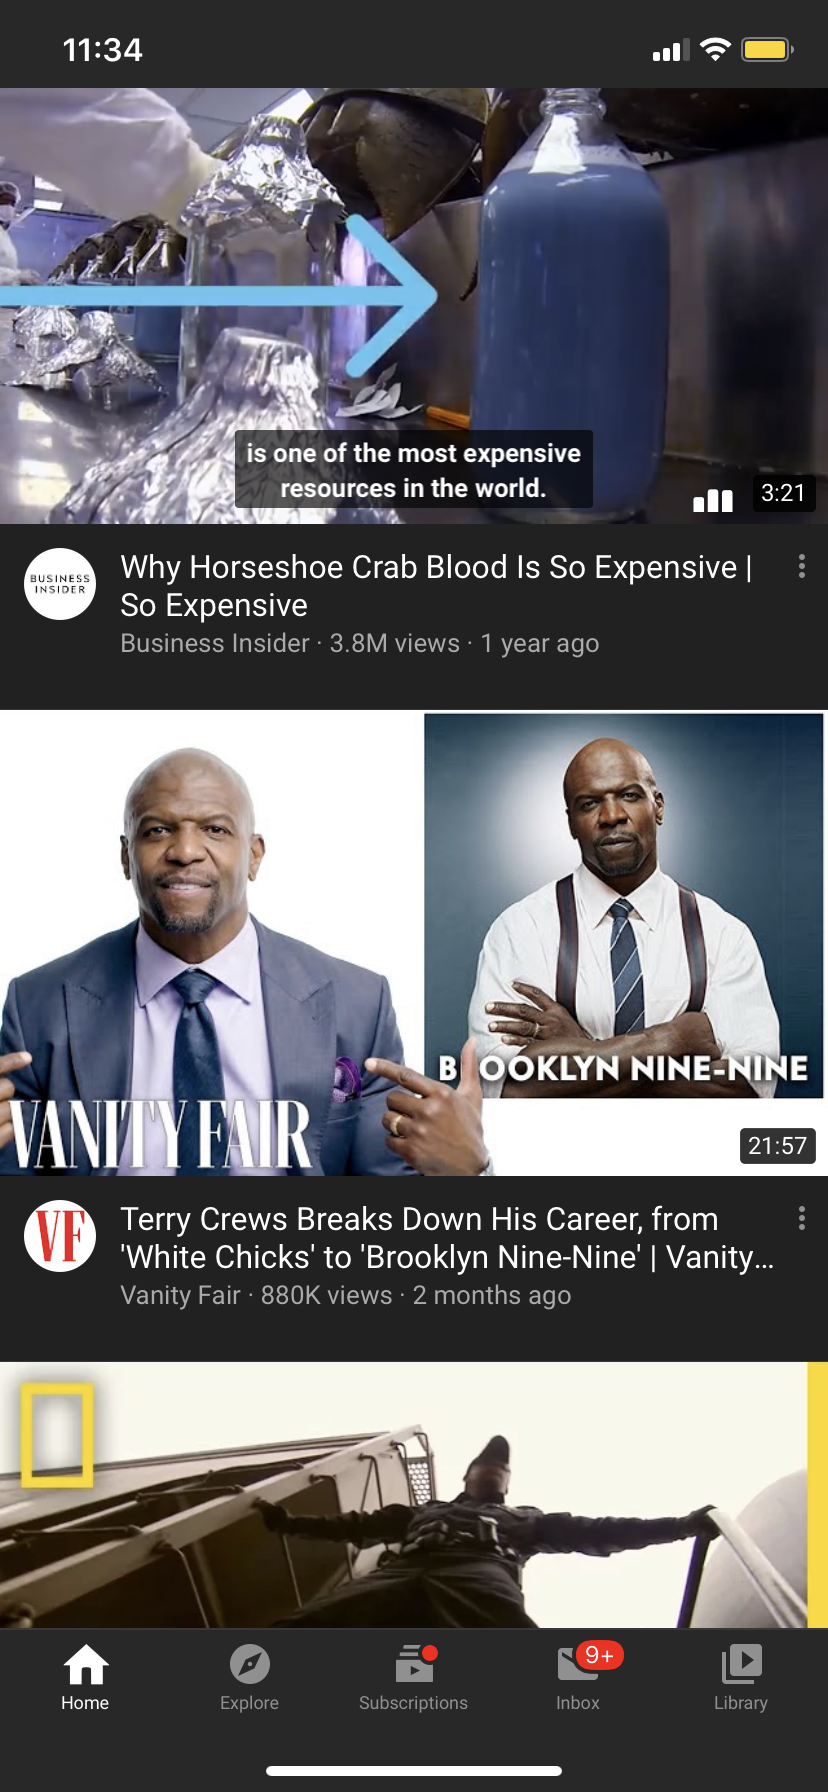 11:34
is one of the most expensive
resources in the world.
3:21
BUSINESS
INSIDER
Why Horseshoe Crab Blood Is So Expensive |
So Expensive
Business Insider · 3.8M views · 1 year ago
VANITY FAIR
BROOKLYN NINE-NINE
21:57
VF
Terry Crews Breaks Down His Career, from
'White Chicks' to 'Brooklyn Nine-Nine' | Vanity...
Vanity Fair · 880K views · 2 months ago
9+
Home
Explore
Subscriptions
Inbox
Library